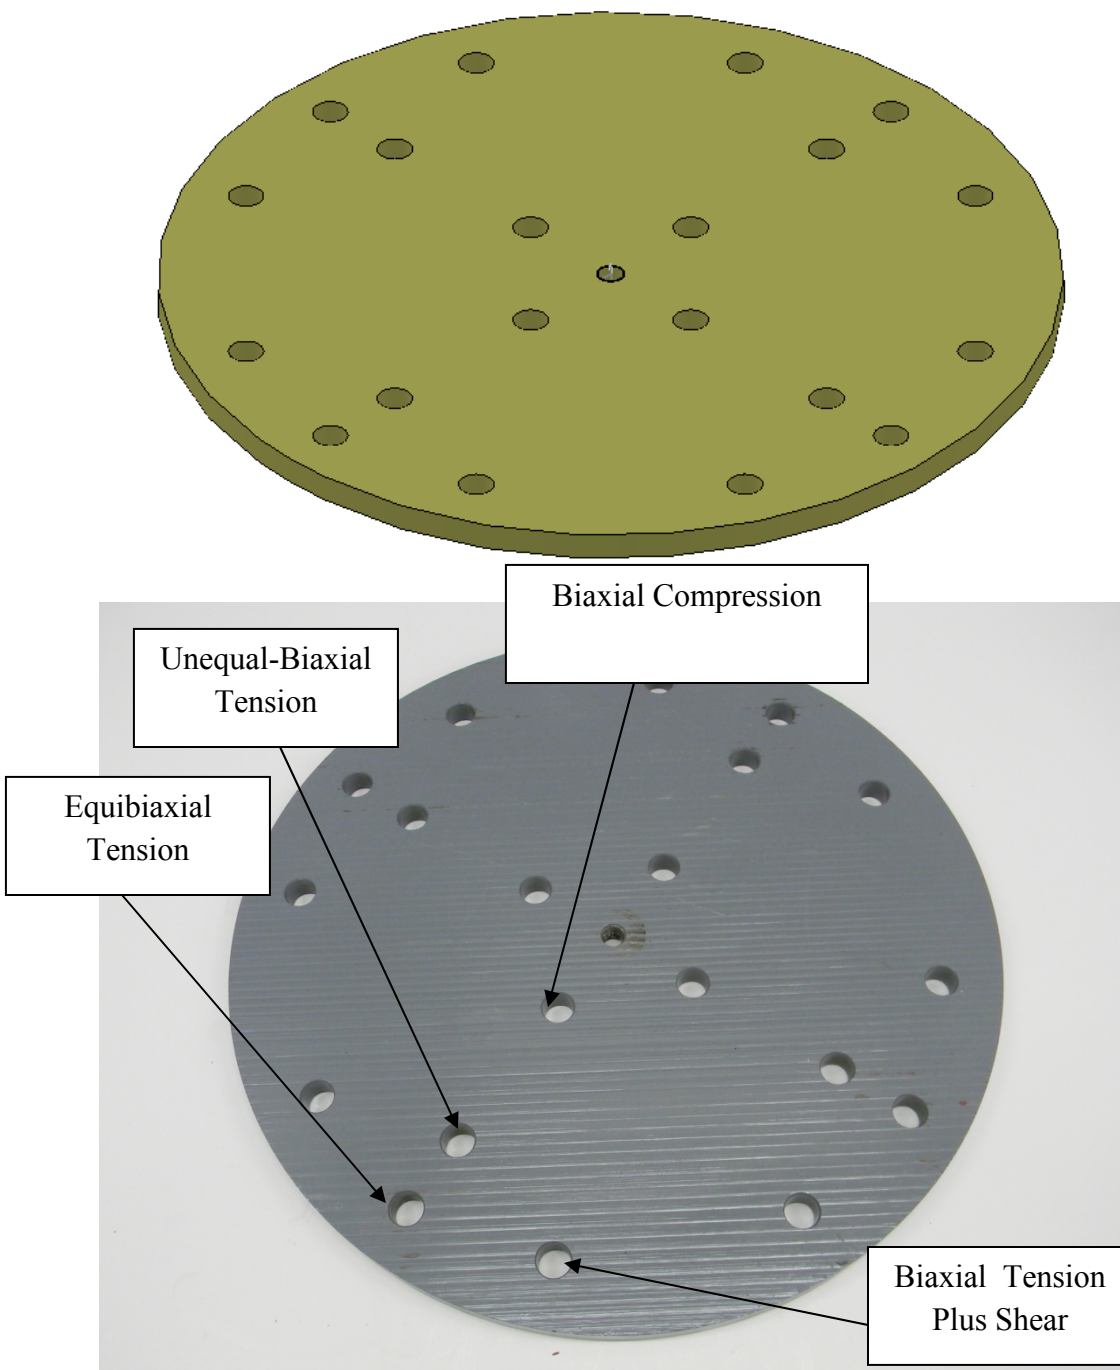 Biaxial Compression
Unequal-Biaxial
Tension
Equibiaxial
Tension
Biaxial Tension
Plus Shear